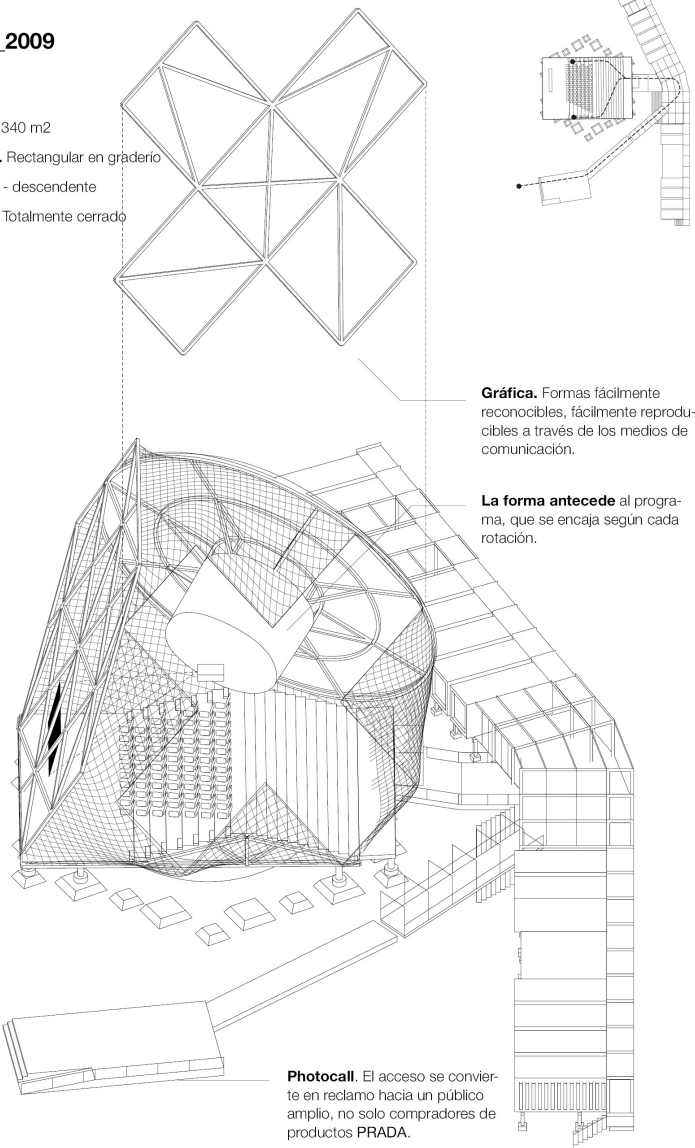 _2009
340 m2
. Rectangular en graderío
- descendente
Totalmente cerrado
Gráfica. Formas fácilmente
reconocibles, fácilmente reprodu-
cibles a través de los medios de
comunicación.
La forma antecede al progra-
ma, que se encaja según cada
rotación.
Photocall. El acceso se convier-
te en reclamo hacia un público
amplio, no solo compradores de
productos PRADA.